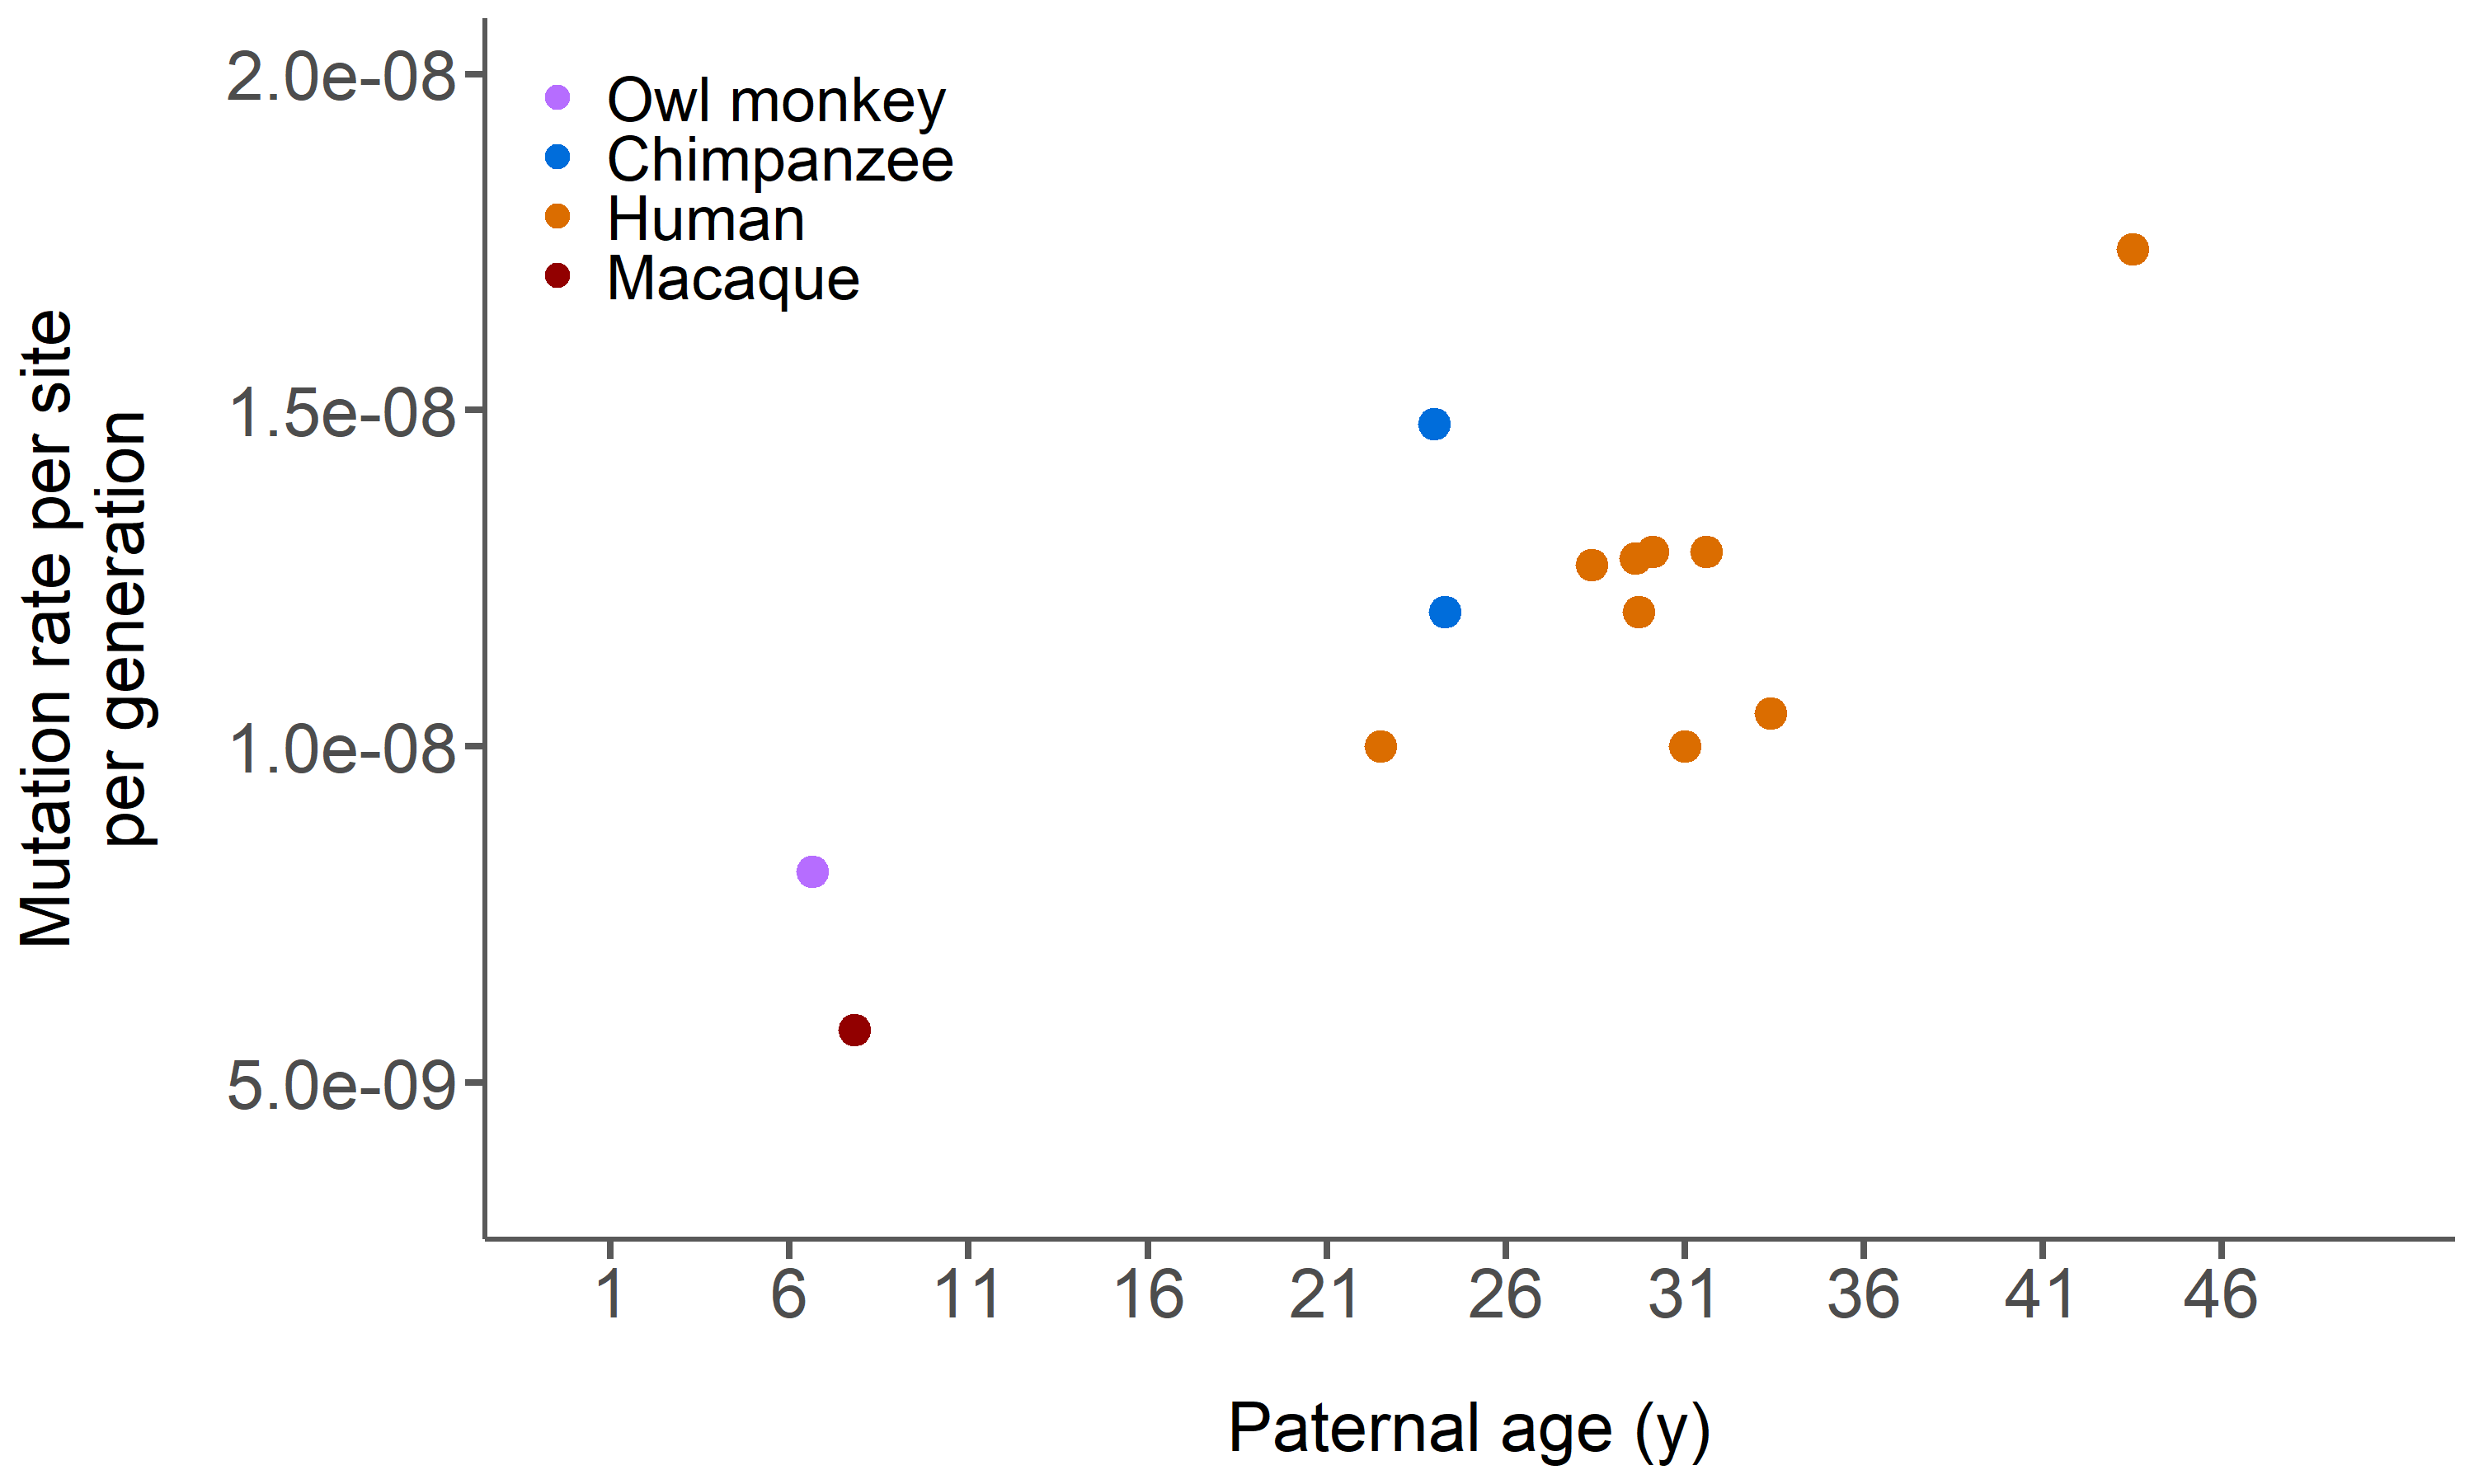 Mutation rate per site
per generation
2.0e-08
1.5e-08
1.0e-08
5.0e-09
Owl monkey
Chimpanzee
Human
Macaque
1 6 11 16 21 26 31 36 41 46
Paternal age (y)